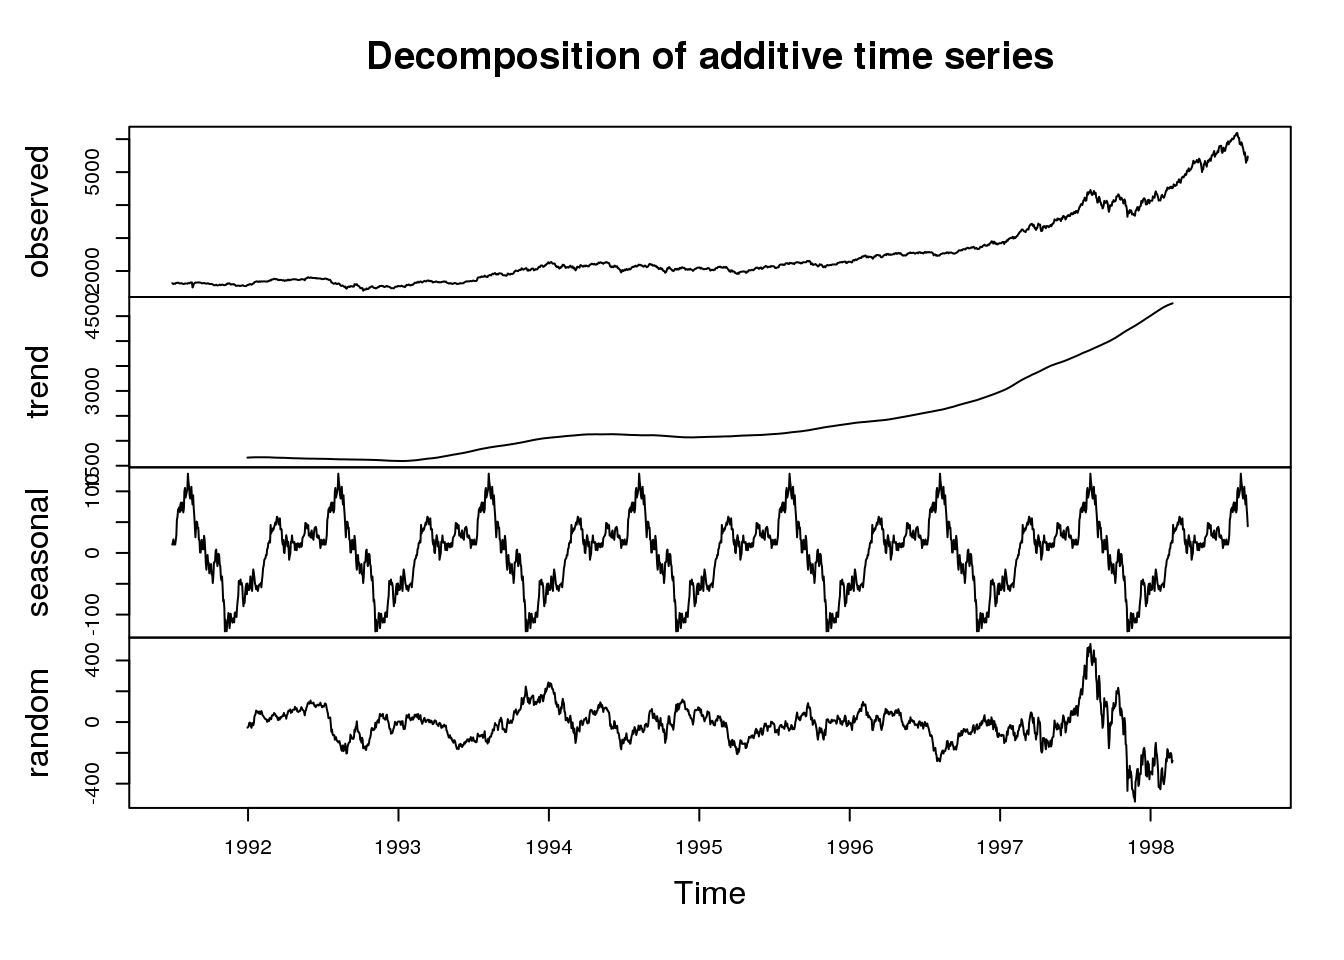 Decomposition of additive time series
observed
2000
5000
trend
1500
3000
4500
seasonal
-100
0
100
random
-400
0
400
1992 1993 1994 1995 1996 1997 1998
Time